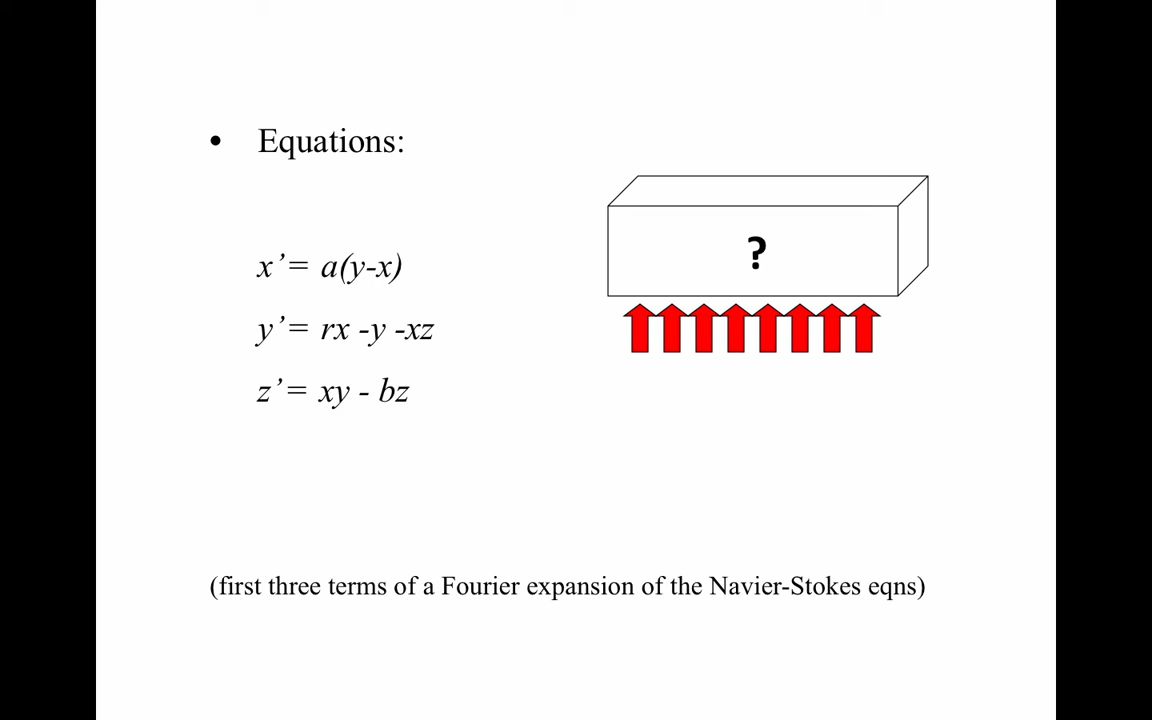 • Equations:
x’= a(y-x)
?
y’= rx -y -xz
z’= xy - bz
(first three terms of a Fourier expansion of the Navier-Stokes eqns)